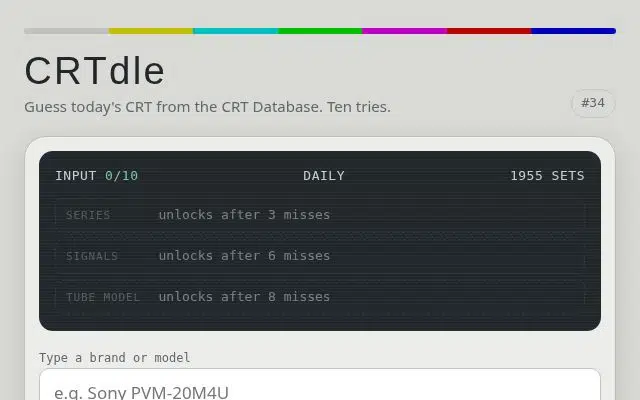 CRTdle
Guess today's CRT from the CRT Database. Ten tries.
#34
INPUT 0/10 DAILY 1955 SETS
SERIES unlocks after 3 misses
SIGNALS unlocks after 6 misses
TUBE MODEL unlocks after 8 misses
Type a brand or model
e.g. Sony PVM-20M4U